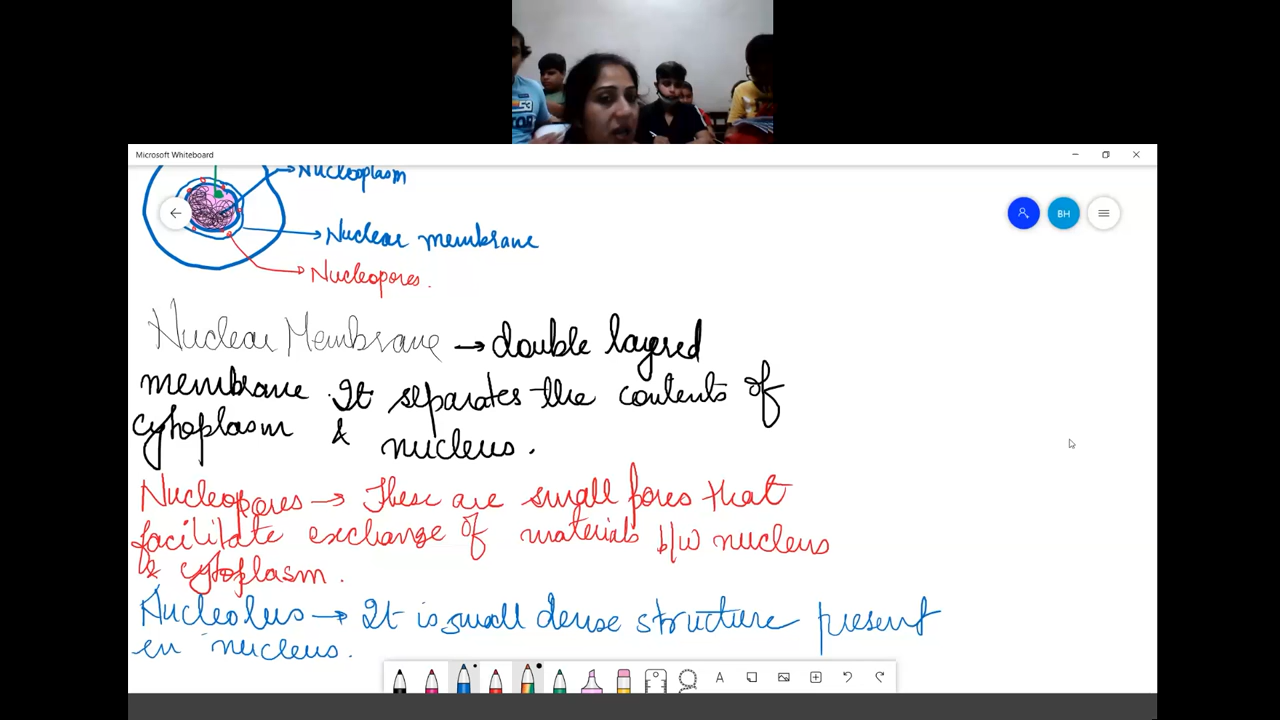 Microsoft Whiteboard
Nucleoplasm
BH
Nuclear membrane
Nucleopores.
Nuclear Membrane → double layered
membrane. It separates the contents of
cytoplasm & nucleus.
Nucleopores → These are small pores that
facilitate exchange of materials b/w nucleus
& cytoplasm.
Nucleolus → It is small dense structure present
in nucleus.
A